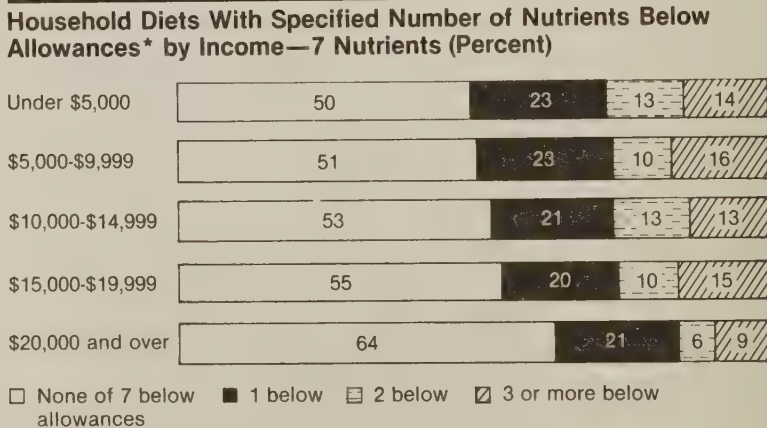 Household Diets With Specified Number of Nutrients Below
Allowances* by Income—7 Nutrients (Percent)
Under $5,000 50 23 13 14
$5,000-$9,999 51 23 10 16
$10,000-$14,999 53 21 13 13
$15,000-$19,999 55 20 10 15
$20,000 and over 64 21 6 9
None of 7 below 1 below 2 below 3 or more below
allowances